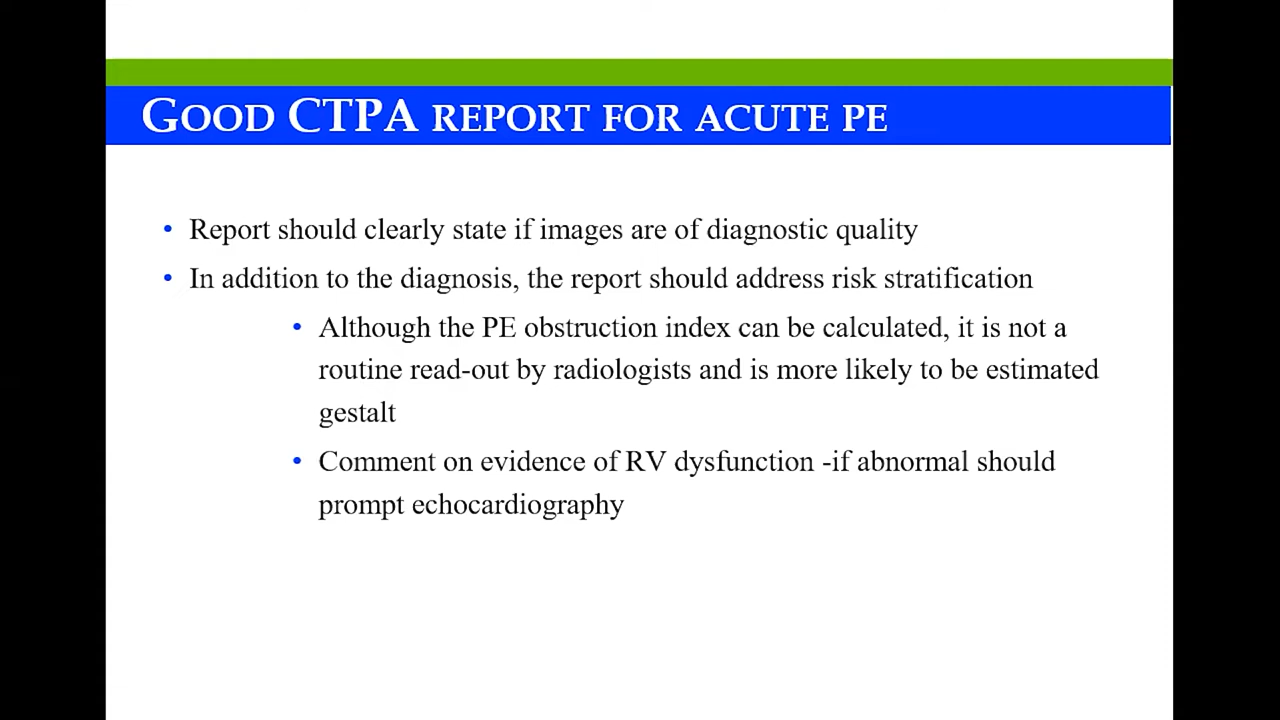 GOOD CTPA REPORT FOR ACUTE PE
• Report should clearly state if images are of diagnostic quality
• In addition to the diagnosis, the report should address risk stratification
• Although the PE obstruction index can be calculated, it is not a
routine read-out by radiologists and is more likely to be estimated
gestalt
• Comment on evidence of RV dysfunction -if abnormal should
prompt echocardiography